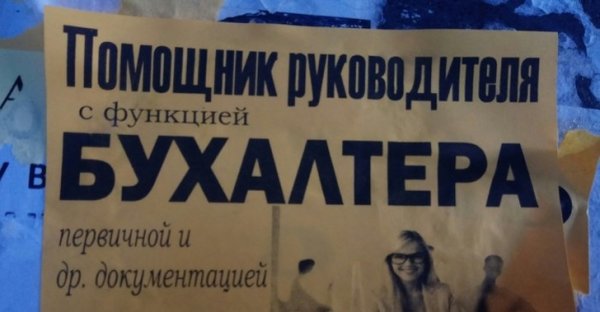 Помощник руководителя
с функцией
БУХАЛТЕРА
первичной и
др. документацией